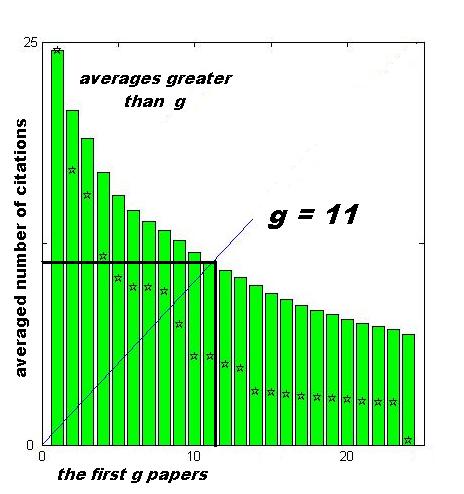 25
averages greater
than g
g = 11
averaged number of citations
0
0
10
20
the first g papers